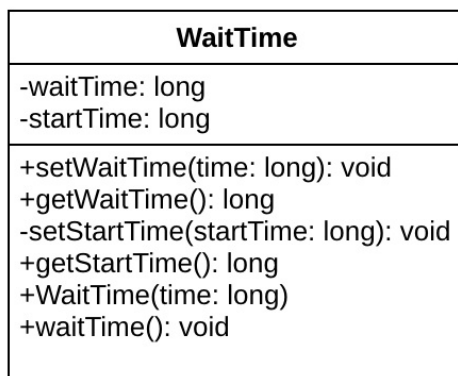 WaitTime
-waitTime: long
-startTime: long
+setWaitTime(time: long): void
+getWaitTime(): long
-setStartTime(startTime: long): void
+getStartTime(): long
+WaitTime(time: long)
+waitTime(): void